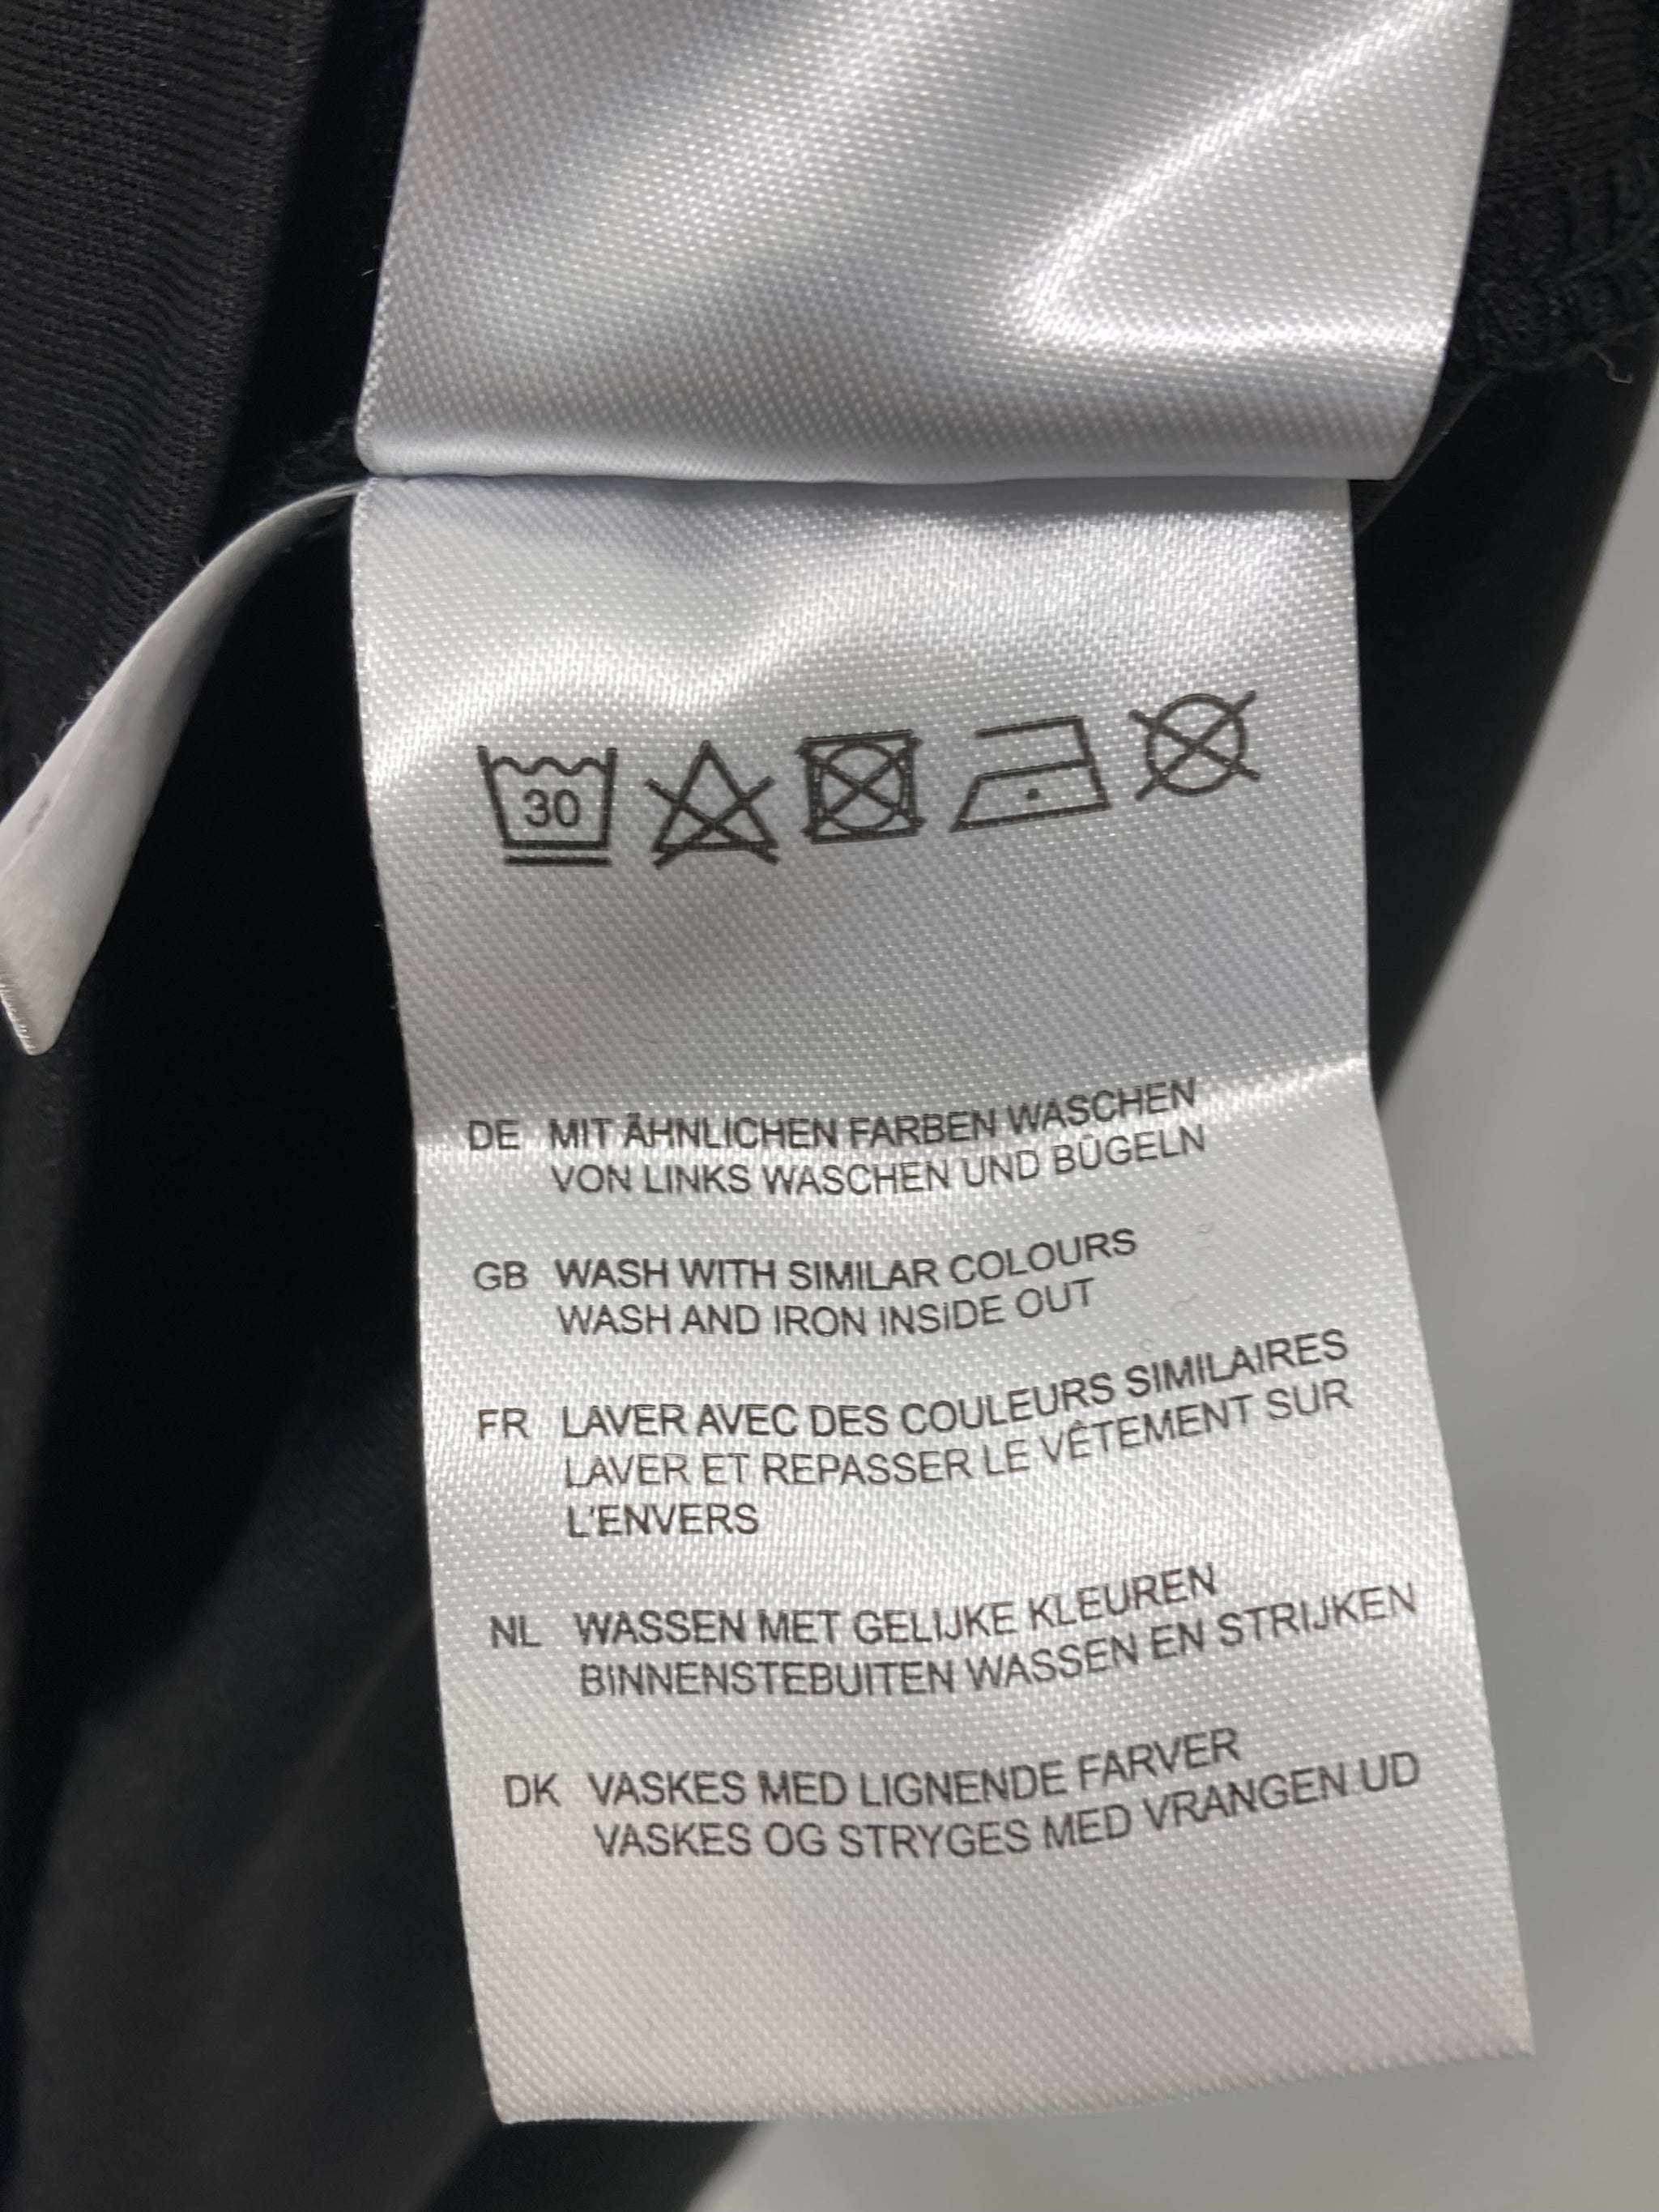 30
DE MIT ÄHNLICHEN FARBEN WASCHEN
VON LINKS WASCHEN UND BÜGELN
GB WASH WITH SIMILAR COLOURS
WASH AND IRON INSIDE OUT
FR LAVER AVEC DES COULEURS SIMILAIRES
LAVER ET REPASSER LE VÊTEMENT SUR
L'ENVERS
NL WASSEN MET GELIJKE KLEUREN
BINNENSTEBUITEN WASSEN EN STRIJKEN
DK VASKES MED LIGNENDE FARVER
VASKES OG STRYGES MED VRANGEN UD